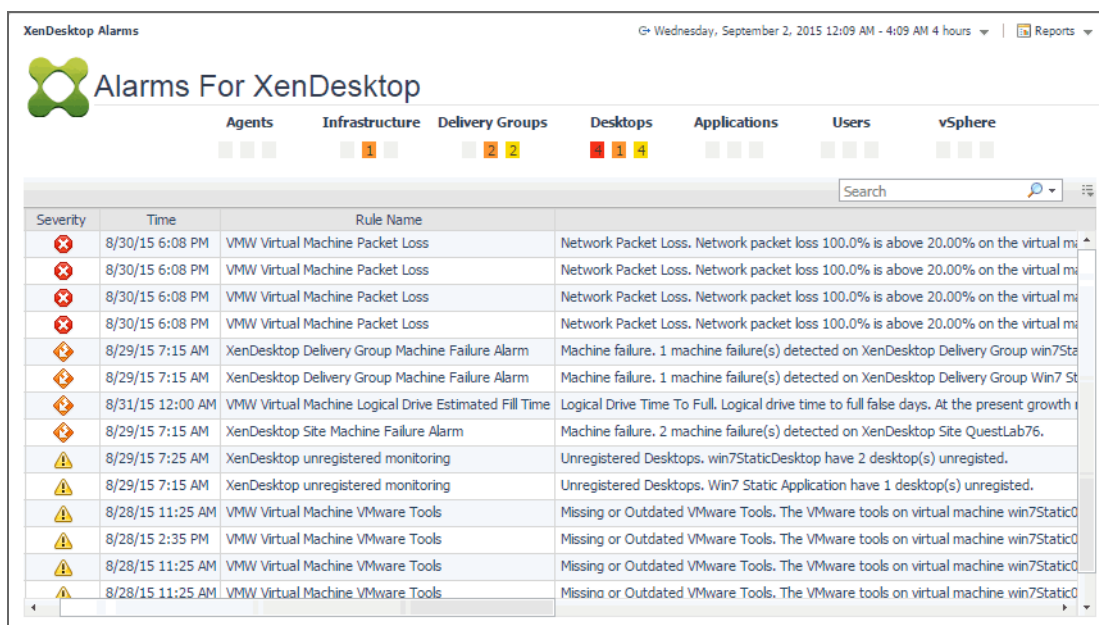 XenDesktop Alarms
Wednesday, September 2, 2015 12:09 AM - 4:09 AM 4 hours | Reports
Alarms For XenDesktop
Agents Infrastructure Delivery Groups Desktops Applications Users vSphere
1 2 2 4 1 4
Search
Severity Time Rule Name
8/30/15 6:08 PM VMW Virtual Machine Packet Loss Network Packet Loss. Network packet loss 100.0% is above 20.00% on the virtual ma
8/30/15 6:08 PM VMW Virtual Machine Packet Loss Network Packet Loss. Network packet loss 100.0% is above 20.00% on the virtual ma
8/30/15 6:08 PM VMW Virtual Machine Packet Loss Network Packet Loss. Network packet loss 100.0% is above 20.00% on the virtual ma
8/30/15 6:08 PM VMW Virtual Machine Packet Loss Network Packet Loss. Network packet loss 100.0% is above 20.00% on the virtual ma
8/29/15 7:15 AM XenDesktop Delivery Group Machine Failure Alarm Machine failure. 1 machine failure(s) detected on XenDesktop Delivery Group win7Sta
8/29/15 7:15 AM XenDesktop Delivery Group Machine Failure Alarm Machine failure. 1 machine failure(s) detected on XenDesktop Delivery Group Win7 St
8/31/15 12:00 AM VMW Virtual Machine Logical Drive Estimated Fill Time Logical Drive Time To Full. Logical drive time to full false days. At the present growth
8/29/15 7:15 AM XenDesktop Site Machine Failure Alarm Machine failure. 2 machine failure(s) detected on XenDesktop Site QuestLab76.
8/29/15 7:25 AM XenDesktop unregistered monitoring Unregistered Desktops. win7StaticDesktop have 2 desktop(s) unregisted.
8/29/15 7:15 AM XenDesktop unregistered monitoring Unregistered Desktops. Win7 Static Application have 1 desktop(s) unregisted.
8/28/15 11:25 AM VMW Virtual Machine VMware Tools Missing or Outdated VMware Tools. The VMware tools on virtual machine win7Static0
8/28/15 2:35 PM VMW Virtual Machine VMware Tools Missing or Outdated VMware Tools. The VMware tools on virtual machine win7Static0
8/28/15 11:25 AM VMW Virtual Machine VMware Tools Missing or Outdated VMware Tools. The VMware tools on virtual machine win7Static0
8/28/15 11:25 AM VMW Virtual Machine VMware Tools Missing or Outdated VMware Tools. The VMware tools on virtual machine win7Static0